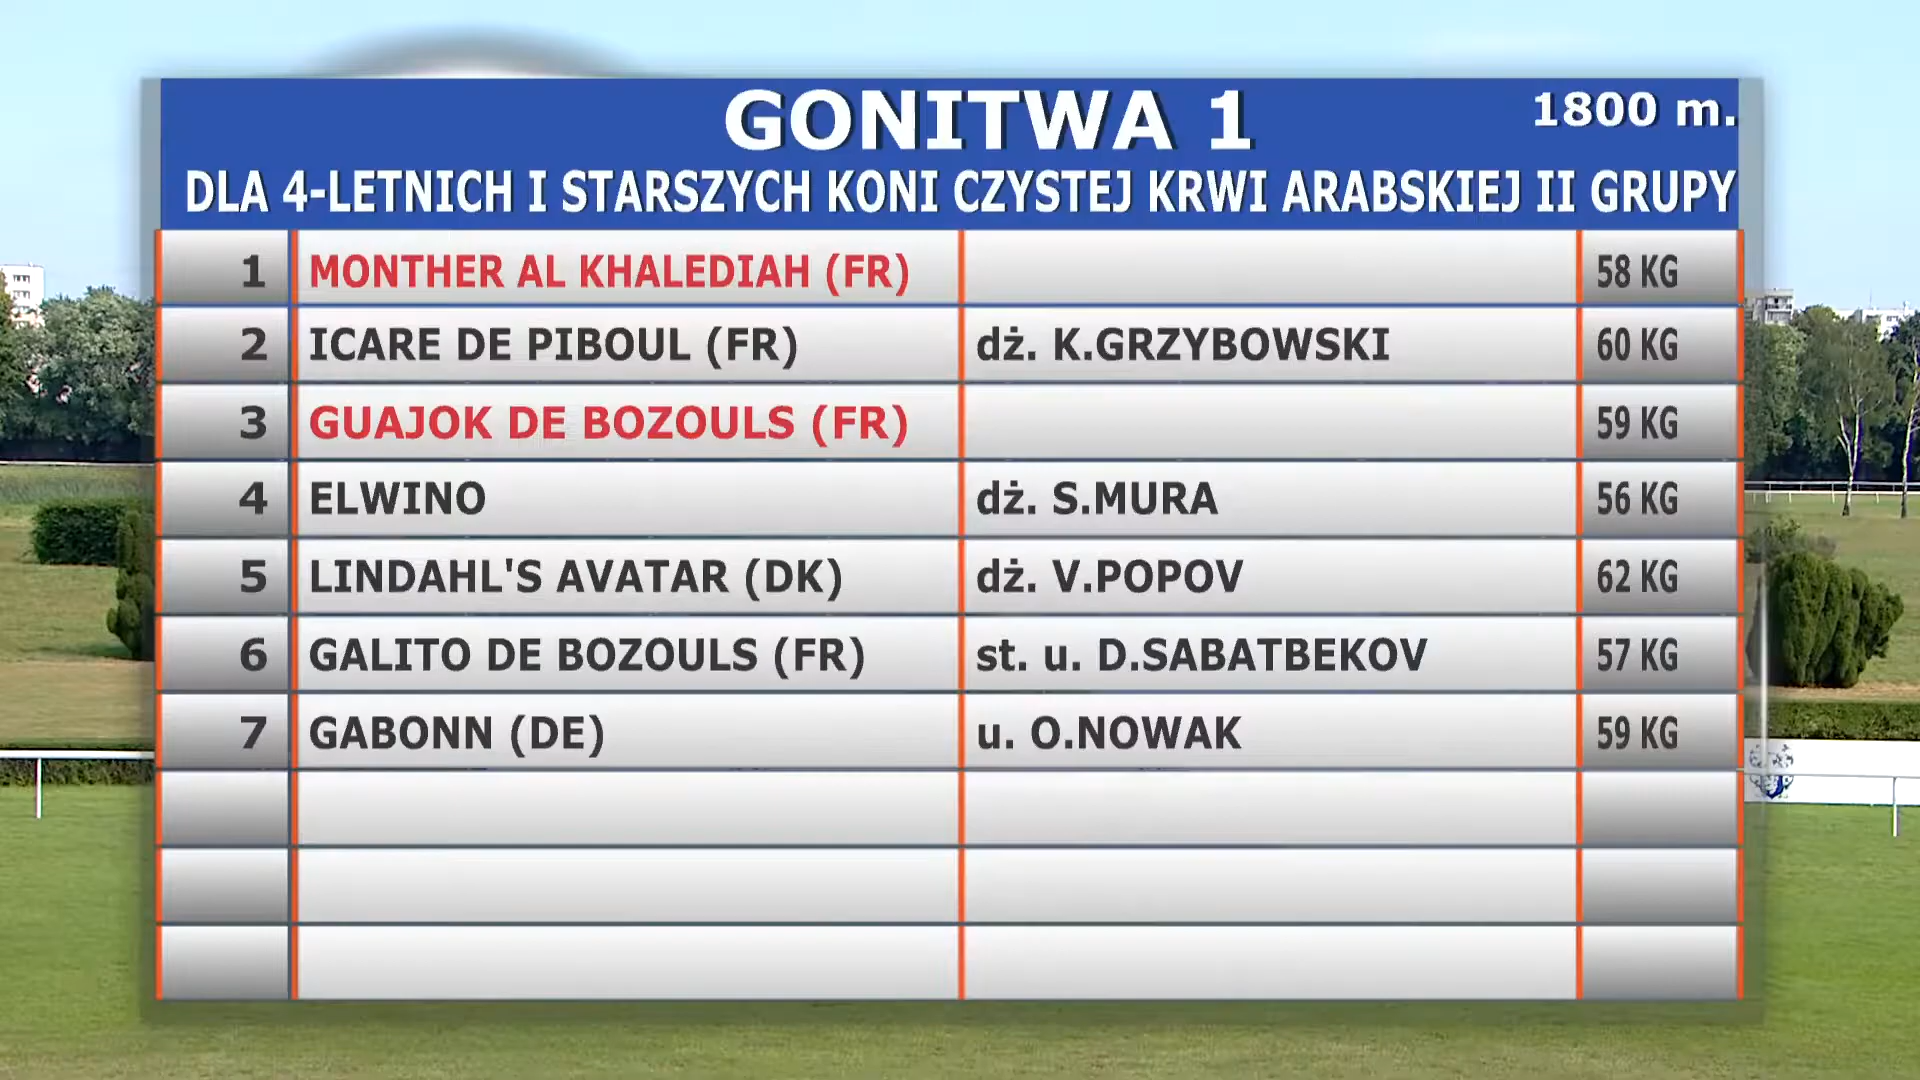 GONITWA 1
1800 m.
DLA 4-LETNICH I STARSZYCH KONI CZYSTEJ KRWI ARABSKIEJ II GRUPY
1 MONTHER AL KHALEDIAH (FR) 58 KG
2 ICARE DE PIBOUL (FR) dż. K.GRZYBOWSKI 60 KG
3 GUAJOK DE BOZOULS (FR) 59 KG
4 ELWINO dż. S.MURA 56 KG
5 LINDAHL'S AVATAR (DK) dż. V.POPOV 62 KG
6 GALITO DE BOZOULS (FR) st. u. D.SABATBEKOV 57 KG
7 GABONN (DE) u. O.NOWAK 59 KG